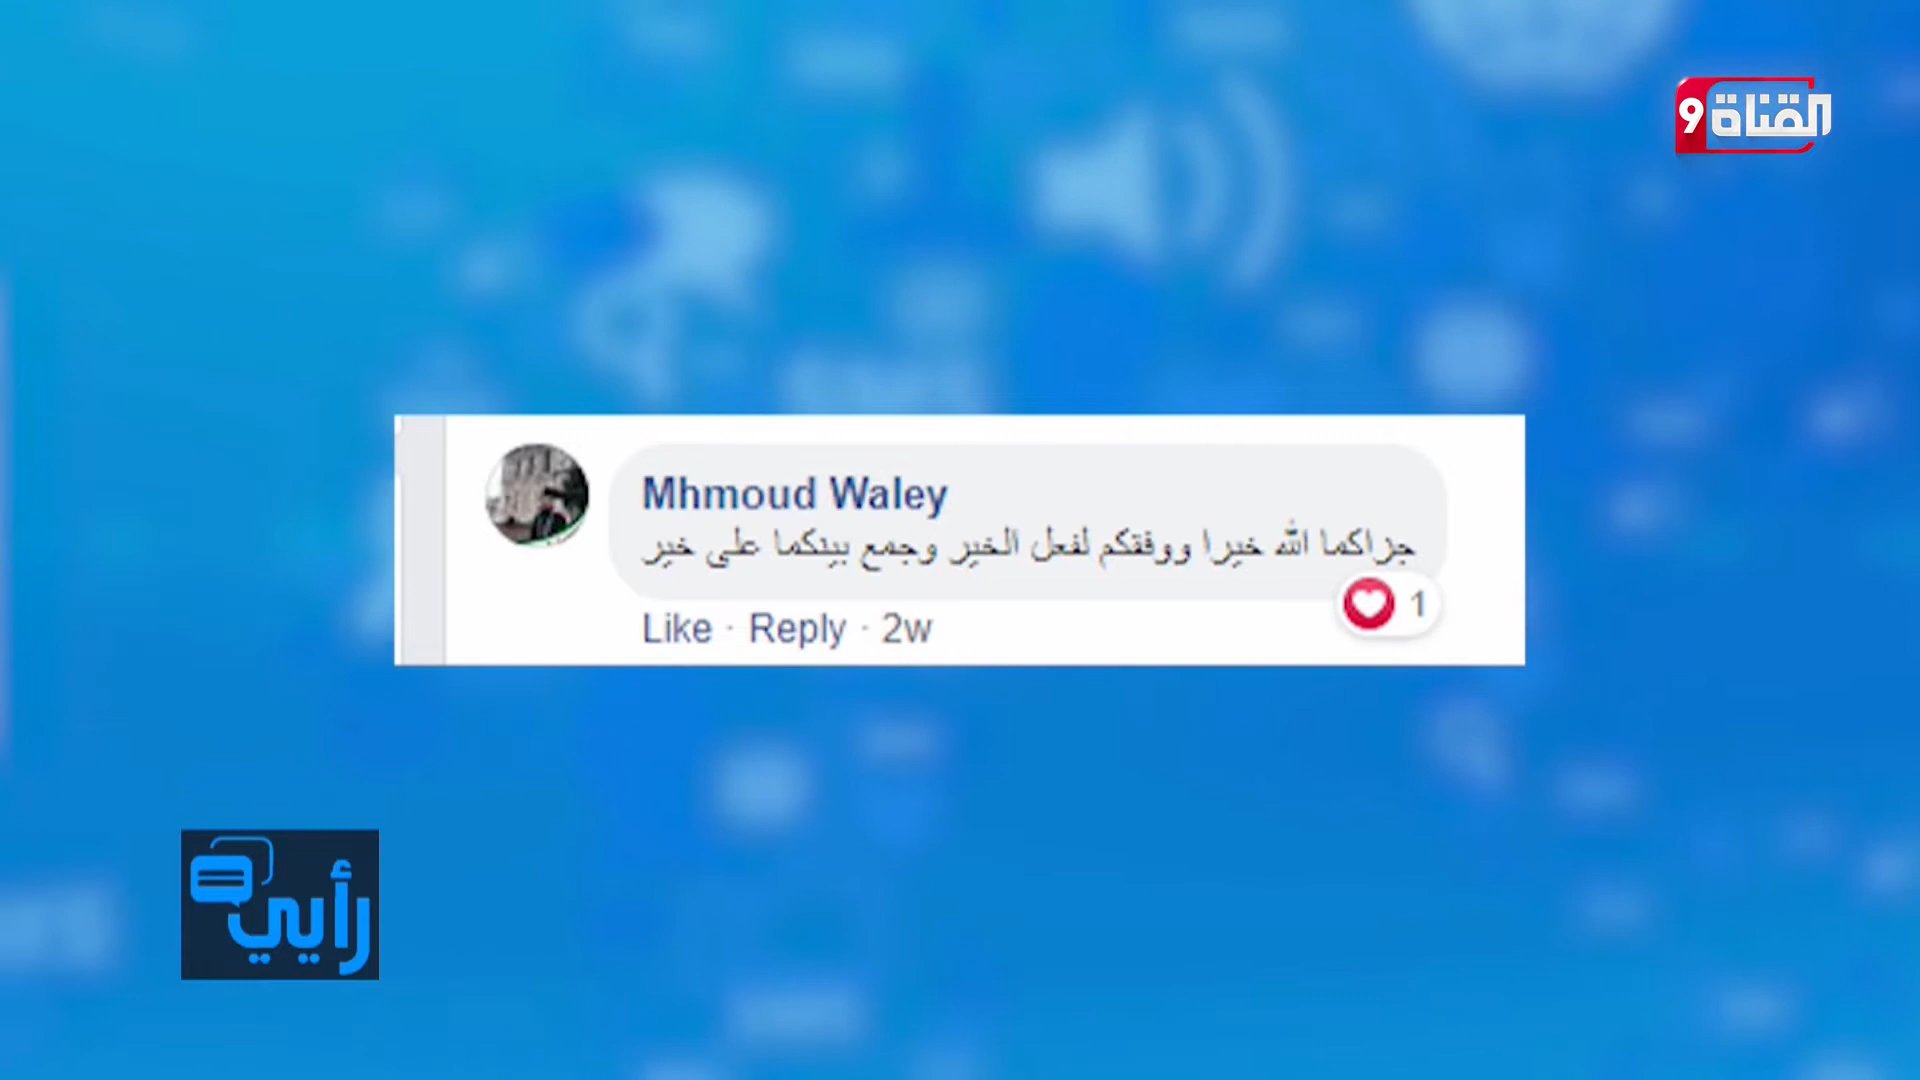 القناة 9
Mhmoud Waley
جزاكما الله خيرا ووفقكم لفعل الخير وجمع بينكما على خير
1
Like · Reply · 2w
رأيي